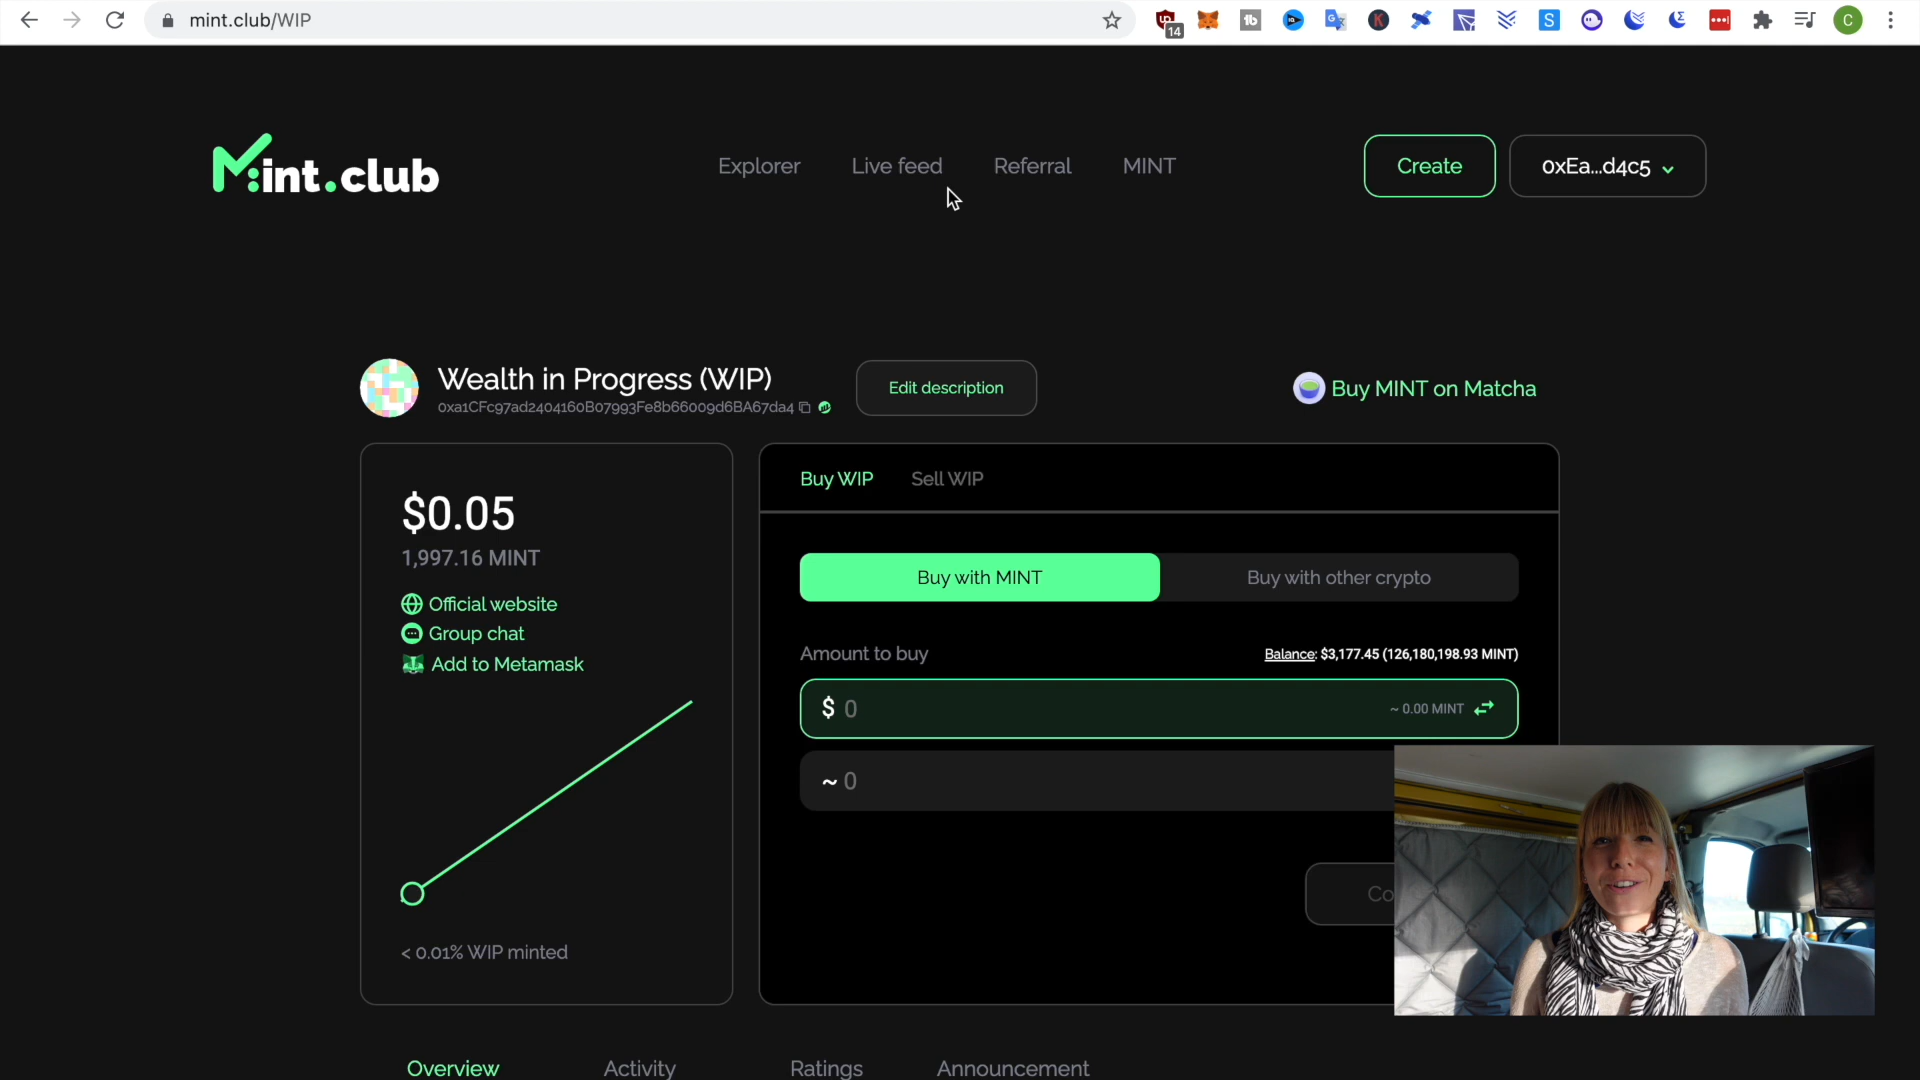 mint.club/WIP
14
C
Mint.club
Explorer
Live feed
Referral
MINT
Create
0xEa...d4c5
Wealth in Progress (WIP)
0xa1CFc97ad2404160B07993Fe8b66009d6BA67da4
Edit description
Buy MINT on Matcha
$0.05
1,997.16 MINT
Official website
Group chat
Add to Metamask
< 0.01% WIP minted
Buy WIP
Sell WIP
Buy with MINT
Buy with other crypto
Amount to buy
Balance: $3,177.45 (126,180,198.93 MINT)
$ 0
~ 0.00 MINT
~ 0
Co
Overview
Activity
Ratings
Announcement